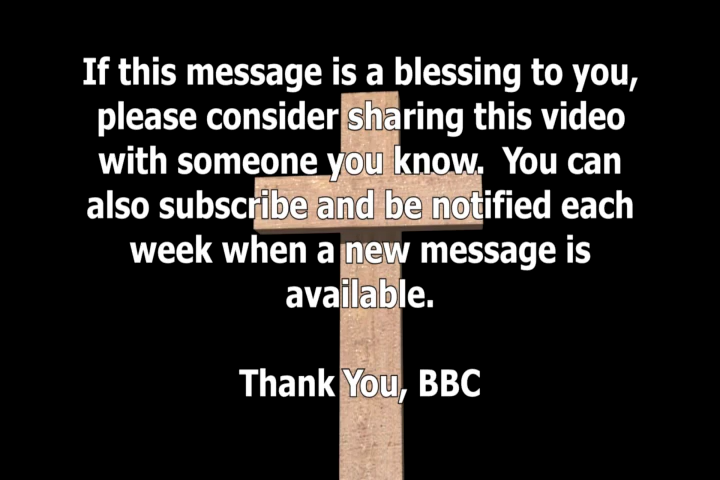 If this message is a blessing to you,
please consider sharing this video
with someone you know.  You can
also subscribe and be notified each
week when a new message is
available.
Thank You, BBC